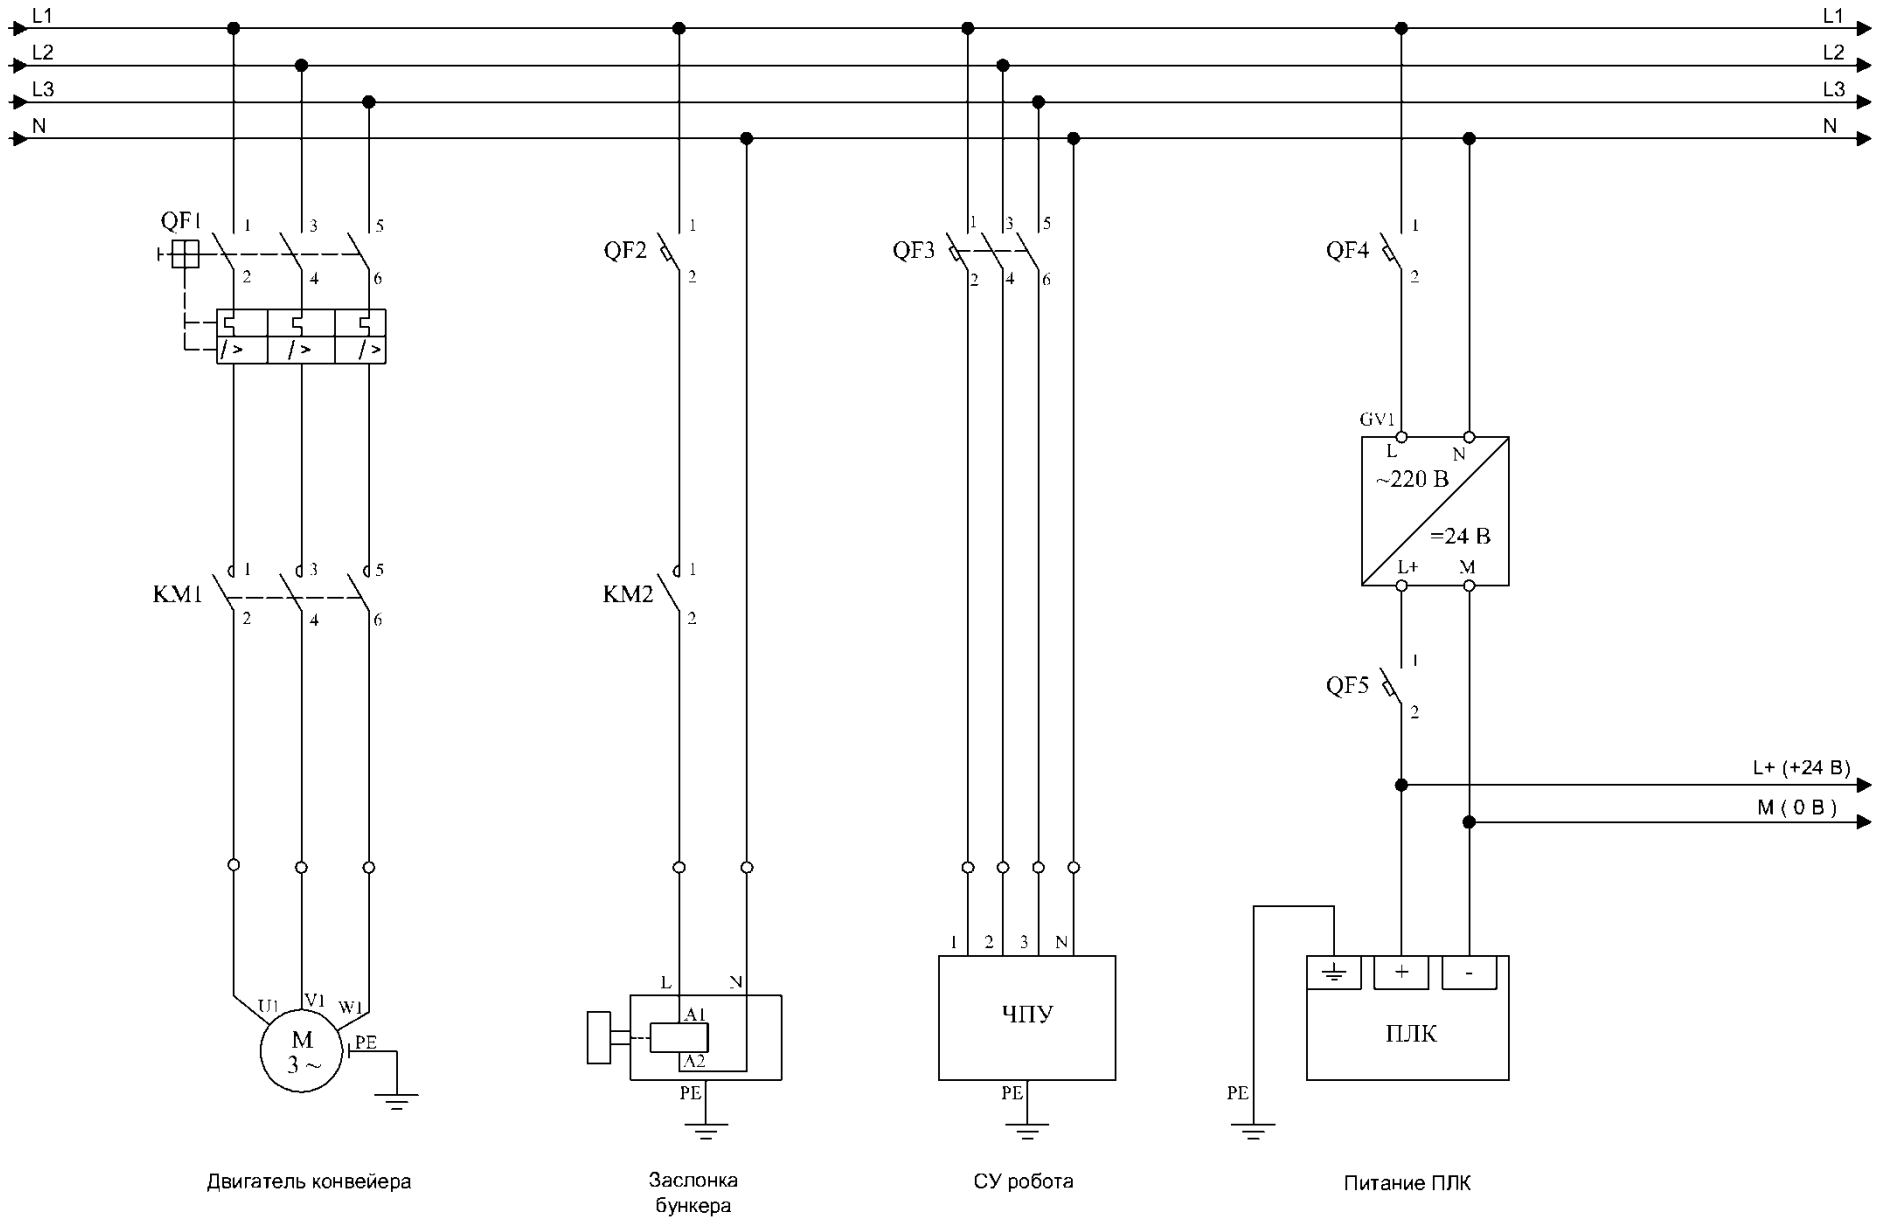 L1 L1
L2 L2
L3 L3
N N
QF1 1 3 5
2 4 6
/> /> />
QF2 1
2
QF3 1 3 5
2 4 6
QF4 1
2
GV1
L N
~220 В
=24 В
L+ M
KM1 1 3 5
2 4 6
KM2 1
2
QF5 1
2
L+ (+24 В)
M ( 0 В )
U1 V1 W1
M
3 ~
PE
L N
A1
A2
PE
1 2 3 N
ЧПУ
PE
+ -
ПЛК
PE
Двигатель конвейера
Заслонка
бункера
СУ робота
Питание ПЛК